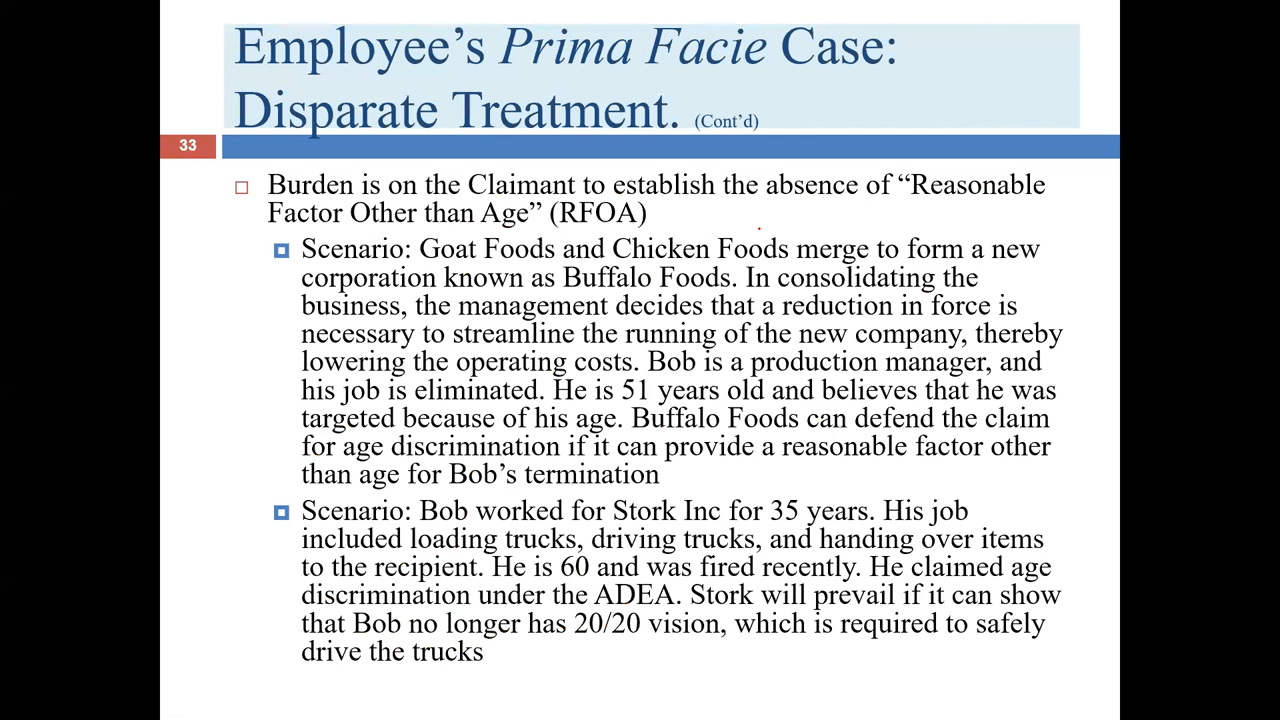 Employee’s Prima Facie Case:
Disparate Treatment. (Cont’d)
33
Burden is on the Claimant to establish the absence of “Reasonable
Factor Other than Age” (RFOA)
Scenario: Goat Foods and Chicken Foods merge to form a new
corporation known as Buffalo Foods. In consolidating the
business, the management decides that a reduction in force is
necessary to streamline the running of the new company, thereby
lowering the operating costs. Bob is a production manager, and
his job is eliminated. He is 51 years old and believes that he was
targeted because of his age. Buffalo Foods can defend the claim
for age discrimination if it can provide a reasonable factor other
than age for Bob’s termination
Scenario: Bob worked for Stork Inc for 35 years. His job
included loading trucks, driving trucks, and handing over items
to the recipient. He is 60 and was fired recently. He claimed age
discrimination under the ADEA. Stork will prevail if it can show
that Bob no longer has 20/20 vision, which is required to safely
drive the trucks